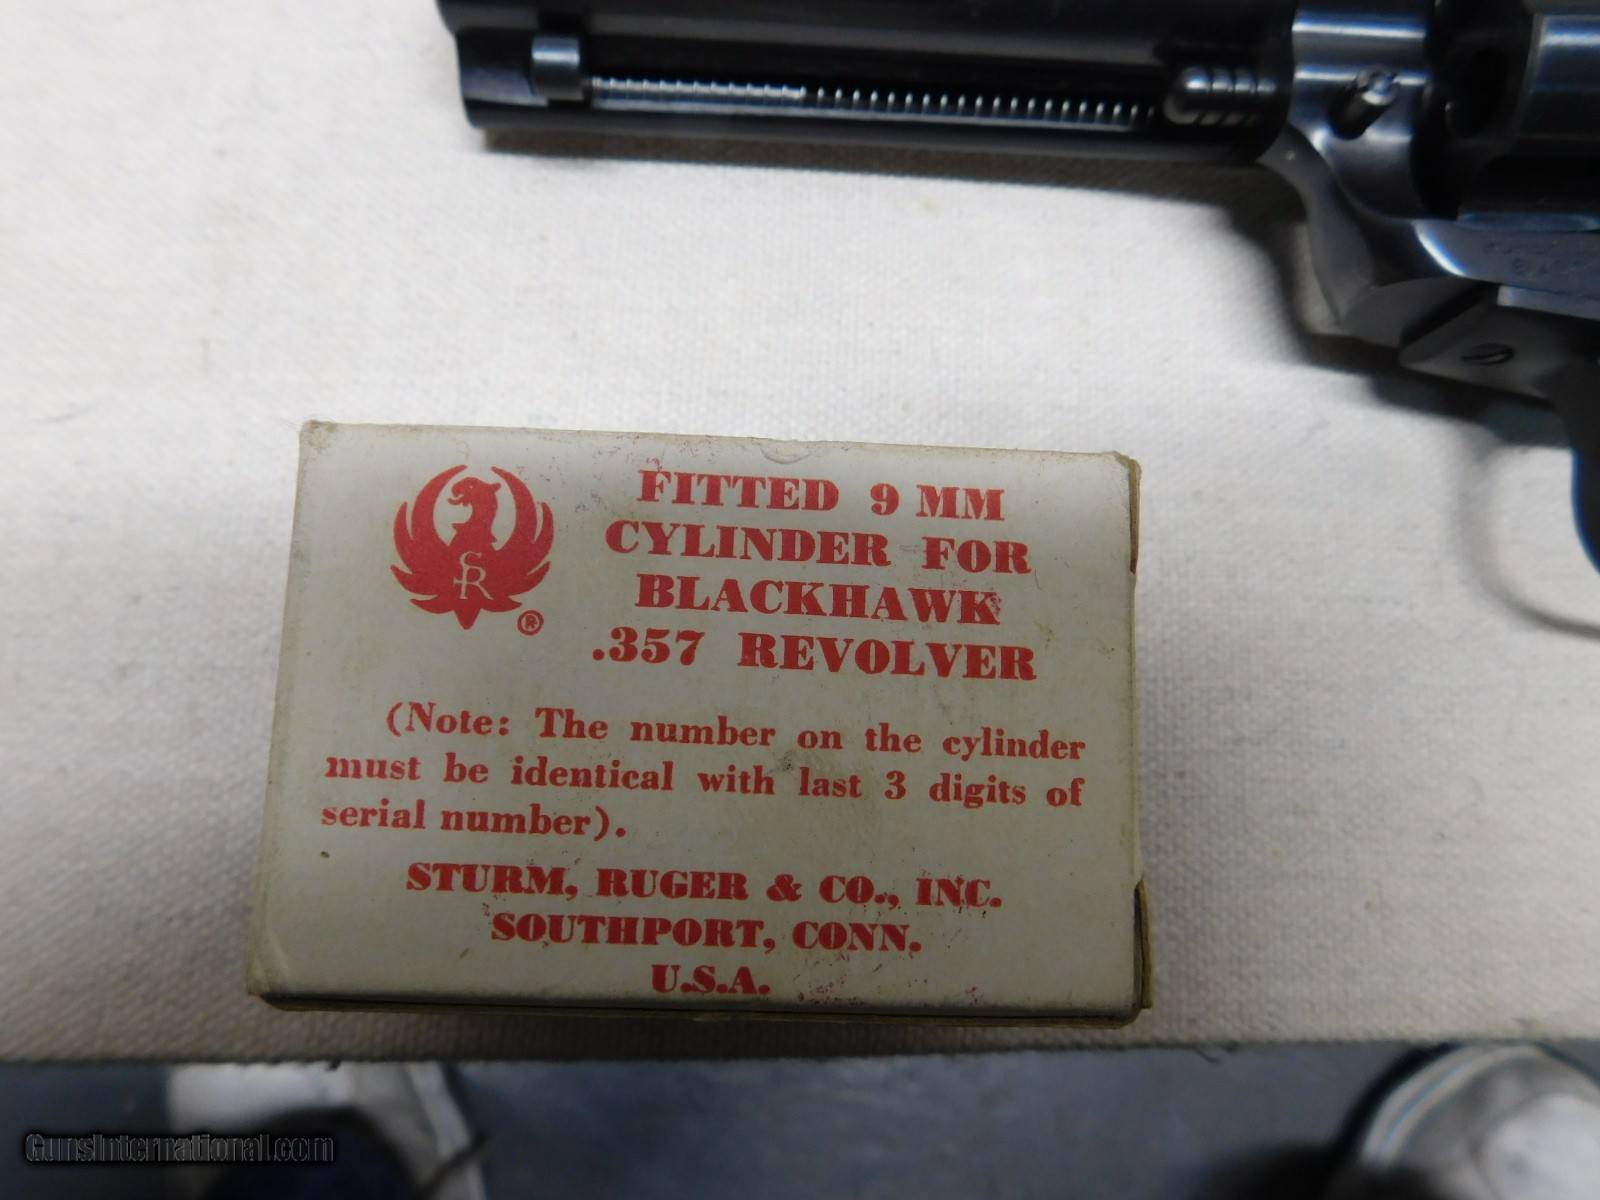 FITTED 9 MM
CYLINDER FOR
BLACKHAWK
.357 REVOLVER
SR
®
(Note: The number on the cylinder
must be identical with last 3 digits of
serial number).
STURM, RUGER & CO., INC.
SOUTHPORT, CONN.
U.S.A.
GunsInternational.com